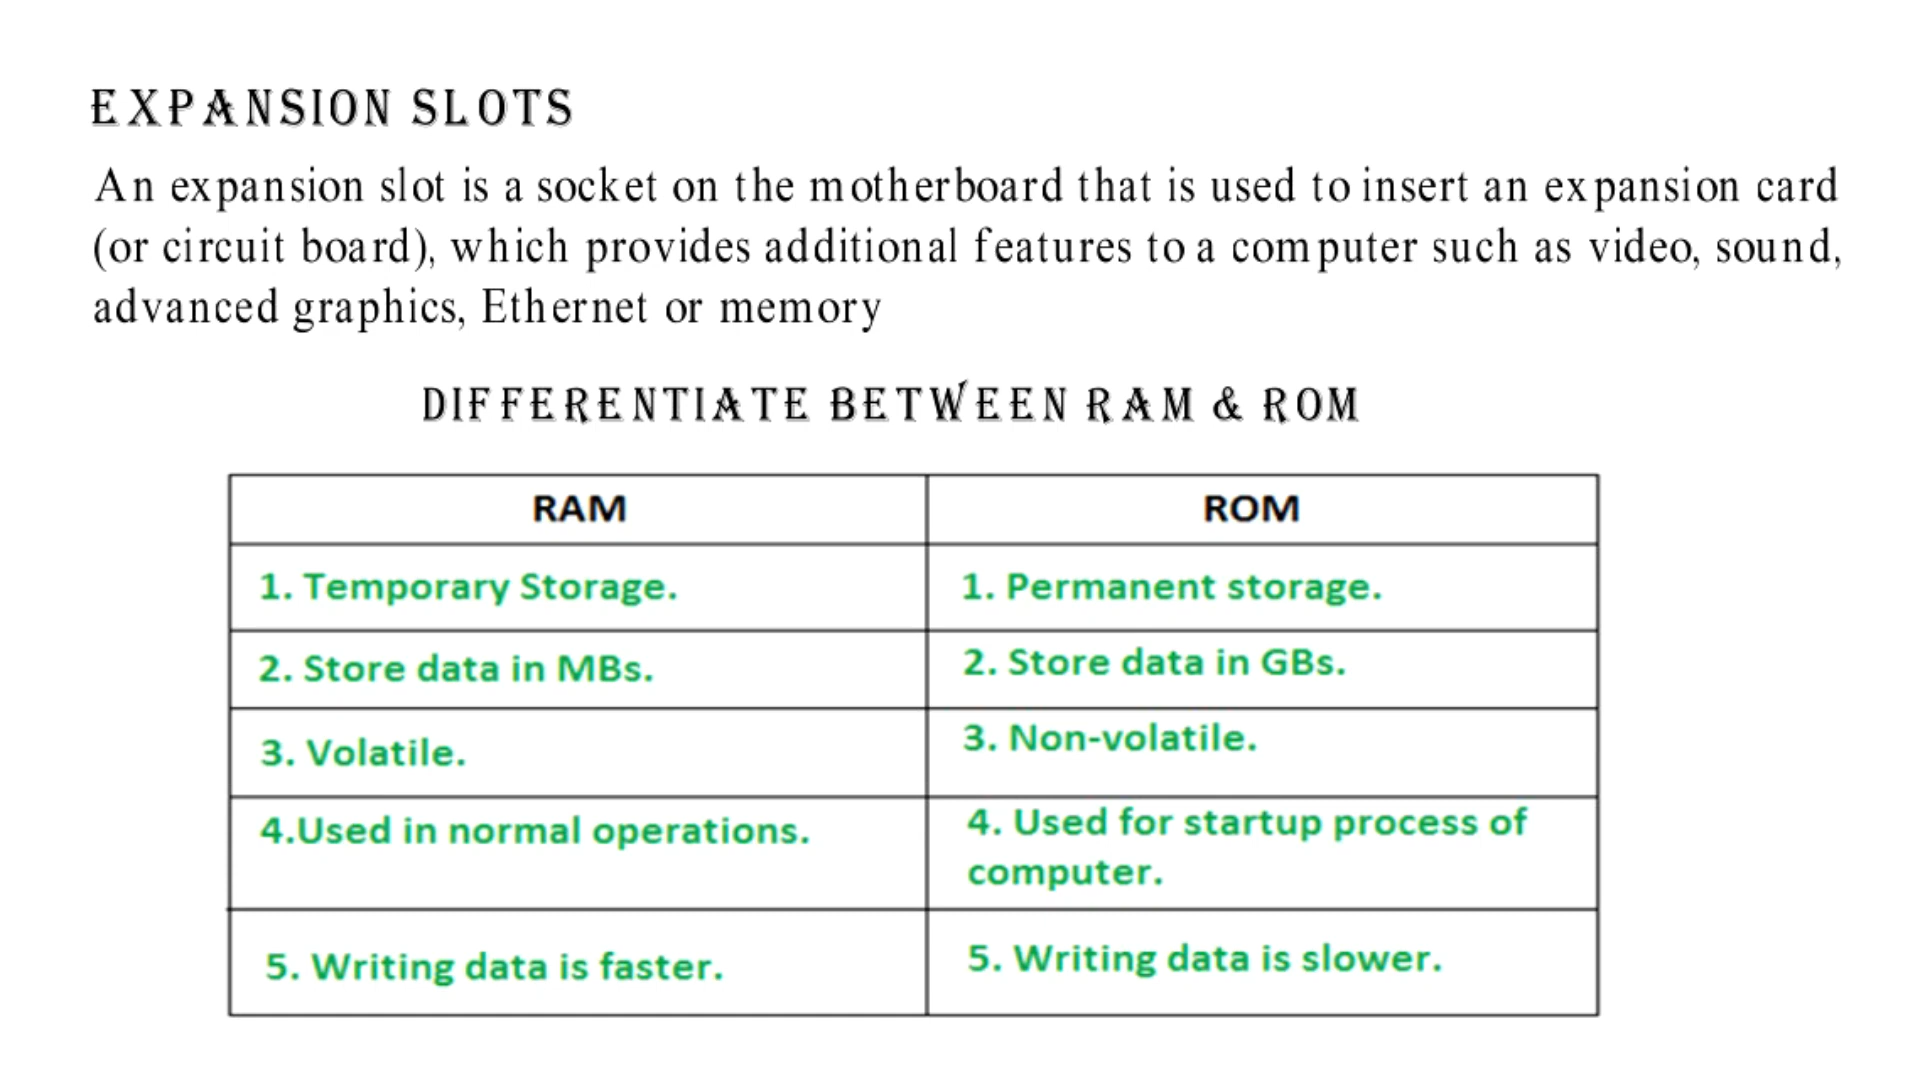 EXPANSION SLOTS
An expansion slot is a socket on the motherboard that is used to insert an expansion card
(or circuit board), which provides additional features to a computer such as video, sound,
advanced graphics, Ethernet or memory
DIFFERENTIATE BETWEEN RAM & ROM
RAM
ROM
1. Temporary Storage.
1. Permanent storage.
2. Store data in MBs.
2. Store data in GBs.
3. Volatile.
3. Non-volatile.
4.Used in normal operations.
4. Used for startup process of
computer.
5. Writing data is faster.
5. Writing data is slower.